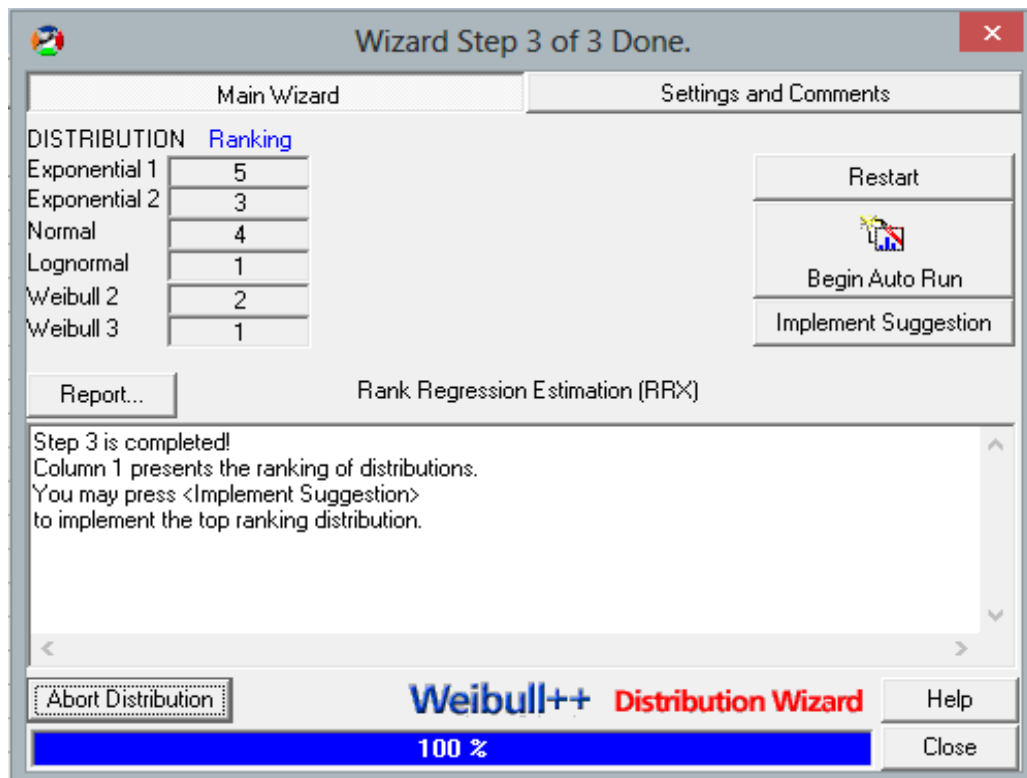 Wizard Step 3 of 3 Done.
Main Wizard
Settings and Comments
DISTRIBUTION Ranking
Exponential 1 5
Exponential 2 3
Normal 4
Lognormal 1
Weibull 2 2
Weibull 3 1
Restart
Begin Auto Run
Implement Suggestion
Report...
Rank Regression Estimation (RRX)
Step 3 is completed!
Column 1 presents the ranking of distributions.
You may press <Implement Suggestion>
to implement the top ranking distribution.
Abort Distribution
Weibull++ Distribution Wizard
Help
100 %
Close